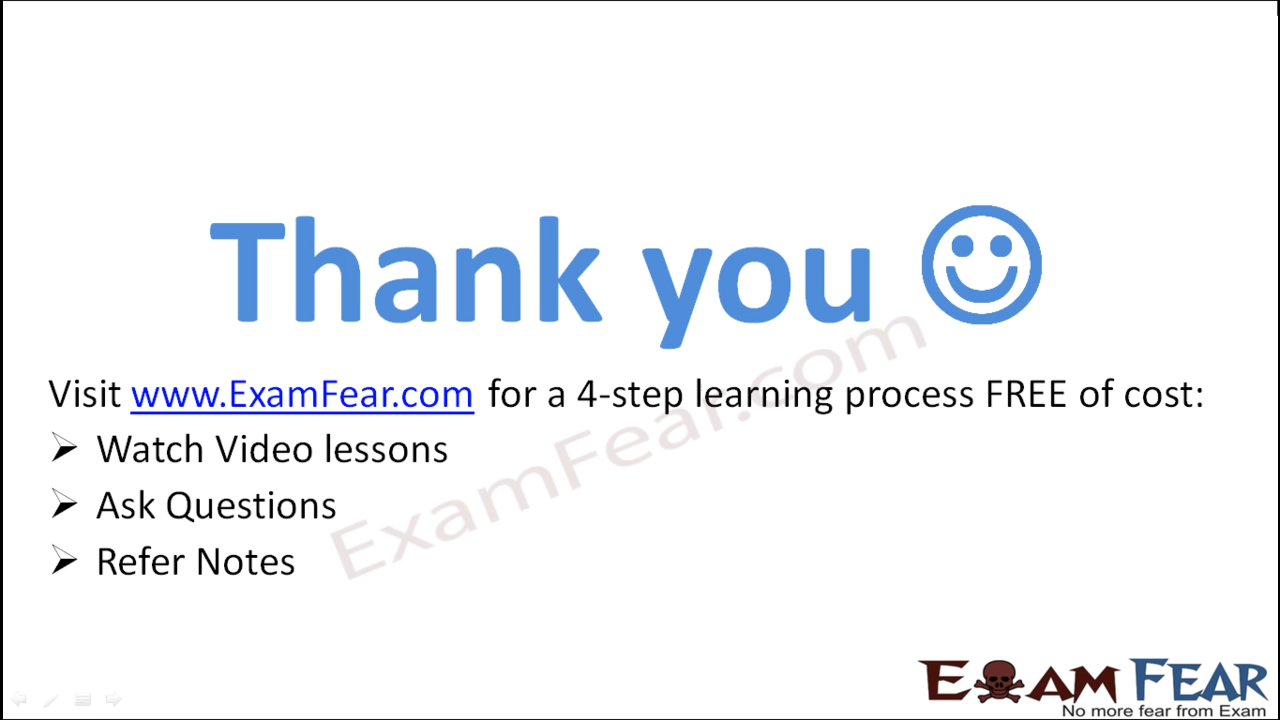 Thank you
Visit www.ExamFear.com for a 4-step learning process FREE of cost:
Watch Video lessons
Ask Questions
Refer Notes
ExamFear.com
EXAM FEAR
No more fear from Exam